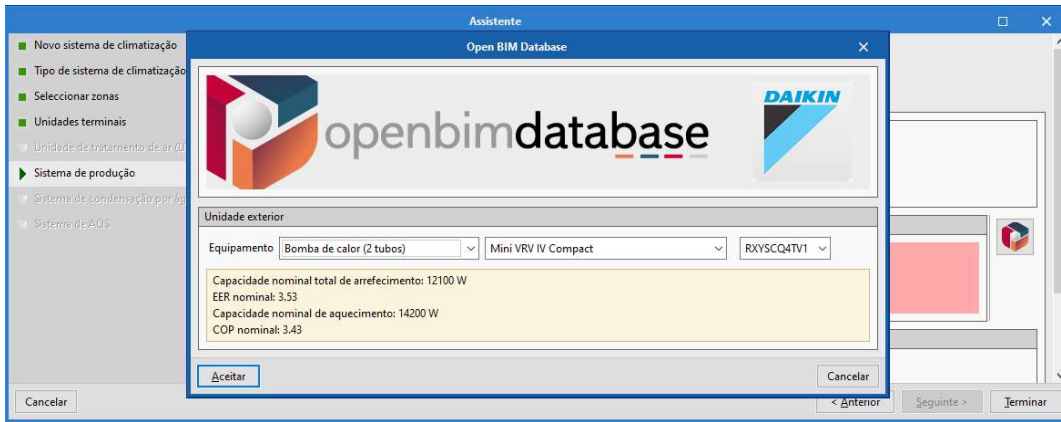 Assistente
Novo sistema de climatização
Tipo de sistema de climatização
Seleccionar zonas
Unidades terminais
Unidade de tratamento de ar (U
Sistema de produção
Sistema de condensação por ág
Sistema de AQS
Open BIM Database
openbimdatabase
DAIKIN
Unidade exterior
Equipamento Bomba de calor (2 tubos) Mini VRV IV Compact RXYSCQ4TV1
Capacidade nominal total de arrefecimento: 12100 W
EER nominal: 3.53
Capacidade nominal de aquecimento: 14200 W
COP nominal: 3.43
Aceitar Cancelar
Cancelar < Anterior Seguinte > Terminar